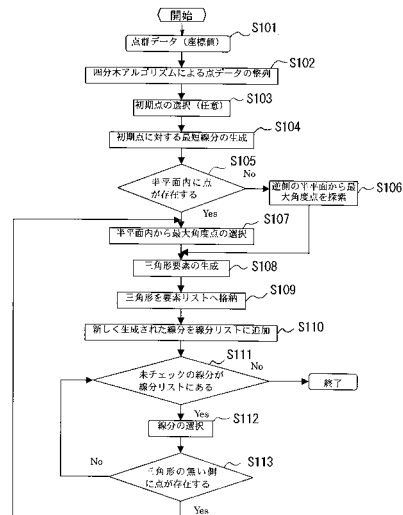 開始
点群データ（座標値）
S101
四分木アルゴリズムによる点データの整列
S102
初期点の選択（任意）
S103
初期点に対する最短線分の生成
S104
半平面内に点
が存在する
S105
No
Yes
逆側の半平面から最
大角度点を探索
S106
半平面内から最大角度点の選択
S107
三角形要素の生成
S108
三角形を要素リストへ格納
S109
新しく生成された線分を線分リストに追加
S110
未チェックの線分が
線分リストにある
S111
No
終了
Yes
線分の選択
S112
三角形の無い側
に点が存在する
S113
No
Yes